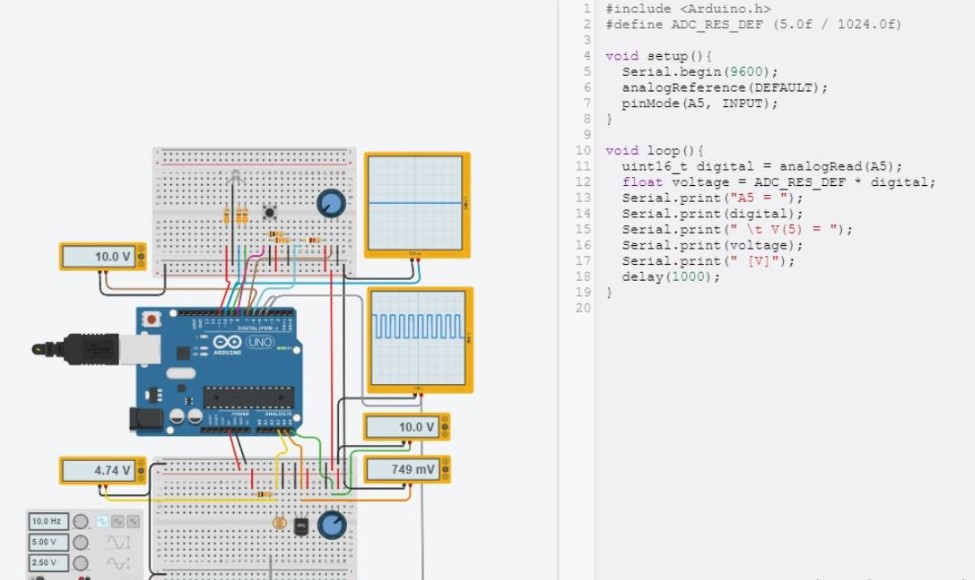 10.0 V
4.74 V
10.0 Hz
5.00 V
2.50 V
DIGITAL (PWM~)
UNO
ARDUINO
POWER
ANALOG IN
10.0 V
749 mV
1 #include <Arduino.h>
2 #define ADC_RES_DEF (5.0f / 1024.0f)
3
4 void setup(){
5 Serial.begin(9600);
6 analogReference(DEFAULT);
7 pinMode(A5, INPUT);
8 }
9
10 void loop(){
11 uint16_t digital = analogRead(A5);
12 float voltage = ADC_RES_DEF * digital;
13 Serial.print("A5 = ");
14 Serial.print(digital);
15 Serial.print(" \t V(5) = ");
16 Serial.print(voltage);
17 Serial.print(" [V]");
18 delay(1000);
19 }
20